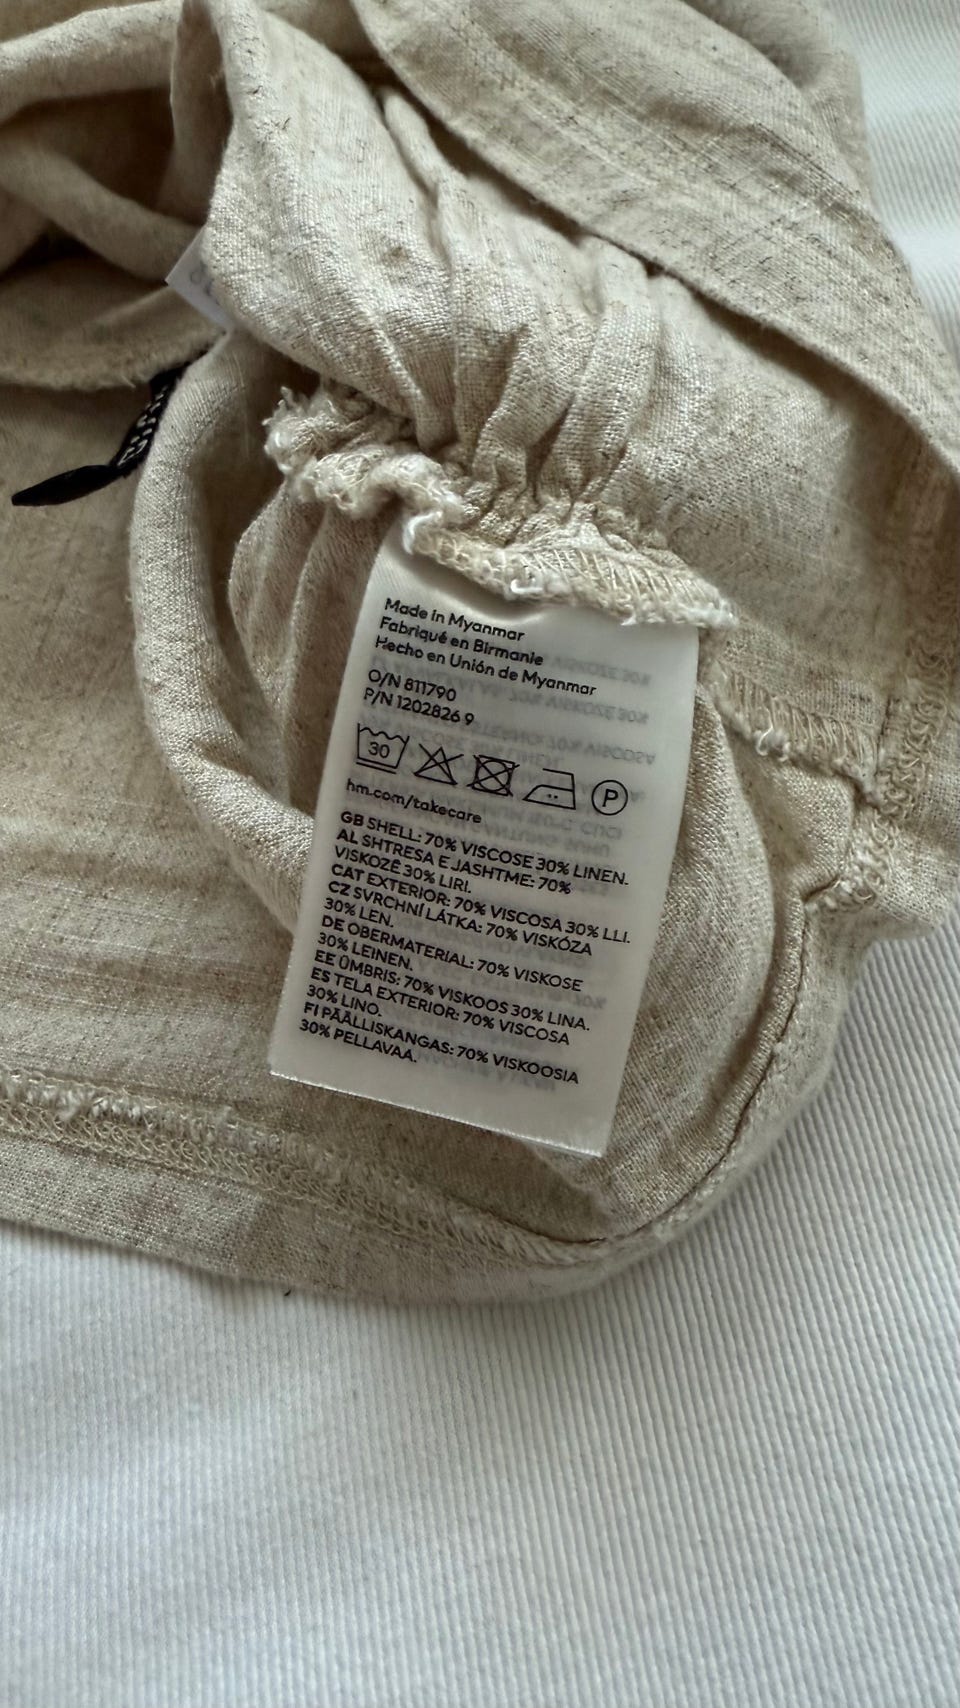 Made in Myanmar
Fabriqué en Birmanie
Hecho en Unión de Myanmar
O/N 811790
P/N 1202826 9
30
P
hm.com/takecare
GB SHELL: 70% VISCOSE 30% LINEN.
AL SHTRESA E JASHTME: 70%
VISKOZË 30% LIRI.
CAT EXTERIOR: 70% VISCOSA 30% LLI.
CZ SVRCHNÍ LÁTKA: 70% VISKÓZA
30% LEN.
DE OBERMATERIAL: 70% VISKOSE
30% LEINEN.
EE ÜMBRIS: 70% VISKOOS 30% LINA.
ES TELA EXTERIOR: 70% VISCOSA
30% LINO.
FI PÄÄLLISKANGAS: 70% VISKOOSIA
30% PELLAVAA.